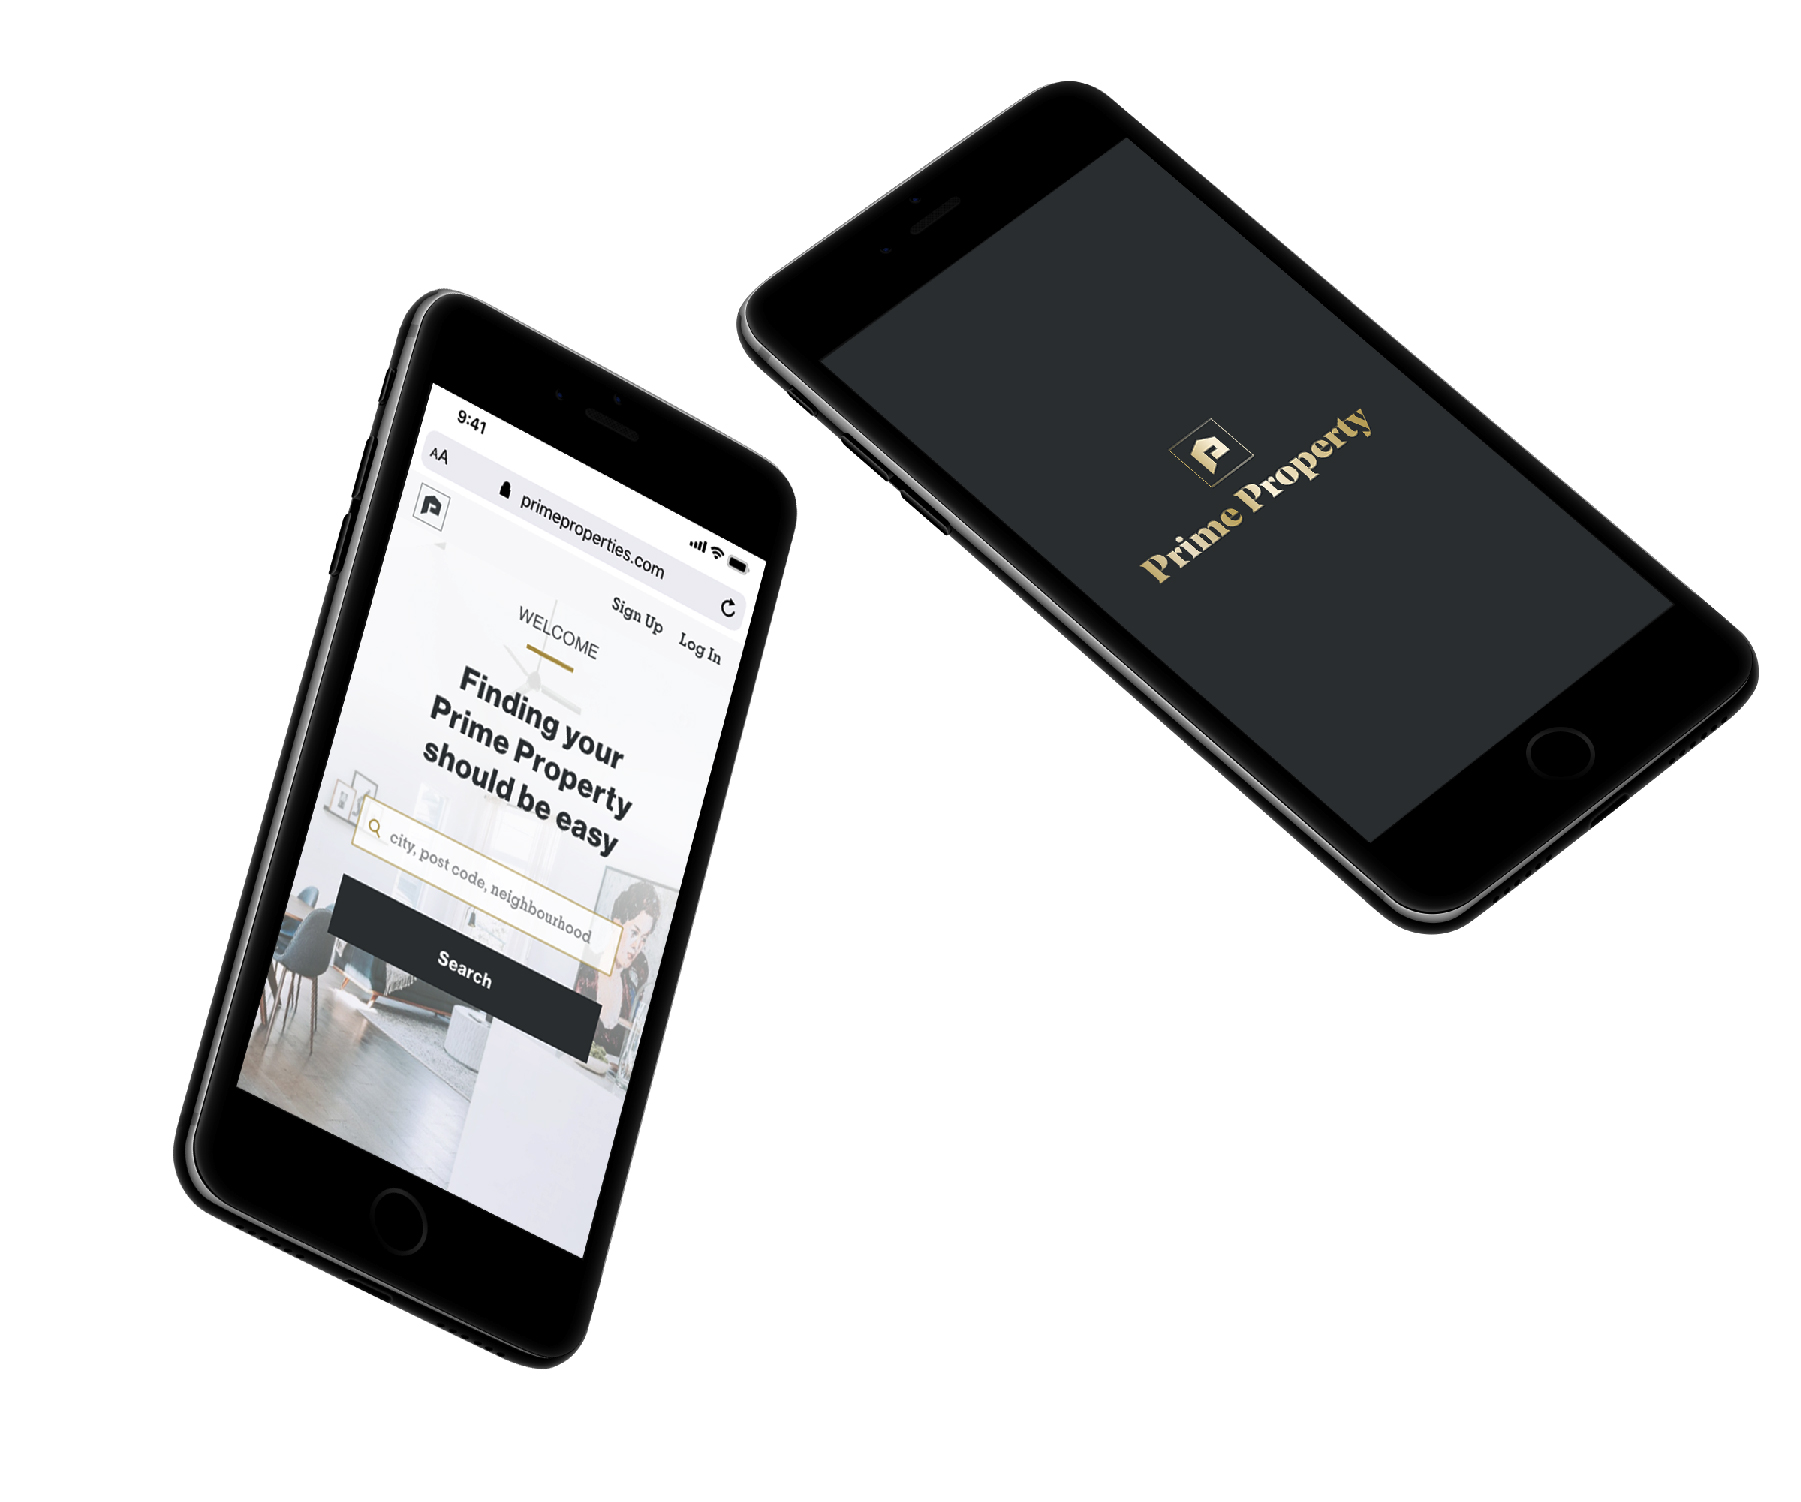 9:41
AA
primeproperties.com
Sign Up Log In
WELCOME
Finding your
Prime Property
should be easy
city, post code, neighbourhood
Search
Prime Property